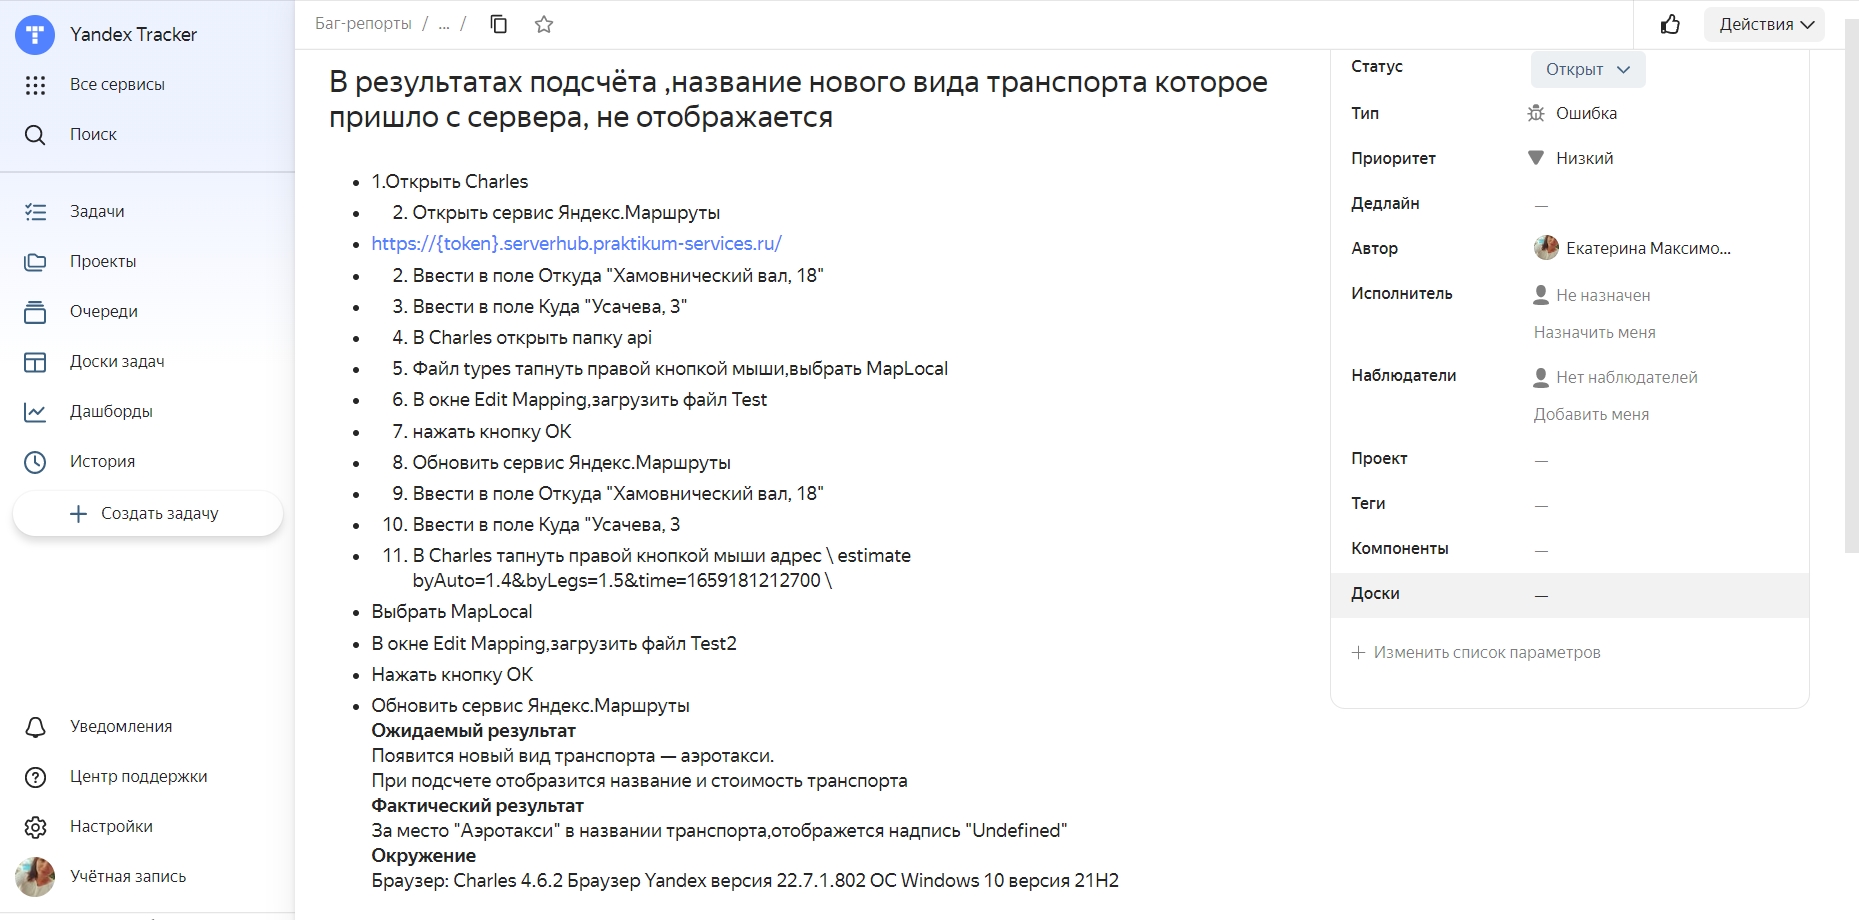 Yandex Tracker
Все сервисы
Поиск
Задачи
Проекты
Очереди
Доски задач
Дашборды
История
Создать задачу
Уведомления
Центр поддержки
Настройки
Учётная запись
Баг-репорты / ... /
Действия
В результатах подсчёта ,название нового вида транспорта которое
пришло с сервера, не отображается
1.Открыть Charles
2. Открыть сервис Яндекс.Маршруты
https://{token}.serverhub.praktikum-services.ru/
2. Ввести в поле Откуда "Хамовнический вал, 18"
3. Ввести в поле Куда "Усачева, 3"
4. В Charles открыть папку api
5. Файл types тапнуть правой кнопкой мыши,выбрать MapLocal
6. В окне Edit Mapping,загрузить файл Test
7. нажать кнопку ОК
8. Обновить сервис Яндекс.Маршруты
9. Ввести в поле Откуда "Хамовнический вал, 18"
10. Ввести в поле Куда "Усачева, 3
11. В Charles тапнуть правой кнопкой мыши адрес \ estimate
byAuto=1.4&byLegs=1.5&time=1659181212700 \
Выбрать MapLocal
В окне Edit Mapping,загрузить файл Test2
Нажать кнопку ОК
Обновить сервис Яндекс.Маршруты
Ожидаемый результат
Появится новый вид транспорта — аэротакси.
При подсчете отобразится название и стоимость транспорта
Фактический результат
За место "Аэротакси" в названии транспорта,отображется надпись "Undefined"
Окружение
Браузер: Charles 4.6.2 Браузер Yandex версия 22.7.1.802 ОС Windows 10 версия 21H2
Статус
Открыт
Тип
Ошибка
Приоритет
Низкий
Дедлайн
—
Автор
Екатерина Максимо...
Исполнитель
Не назначен
Назначить меня
Наблюдатели
Нет наблюдателей
Добавить меня
Проект
—
Теги
—
Компоненты
—
Доски
—
Изменить список параметров